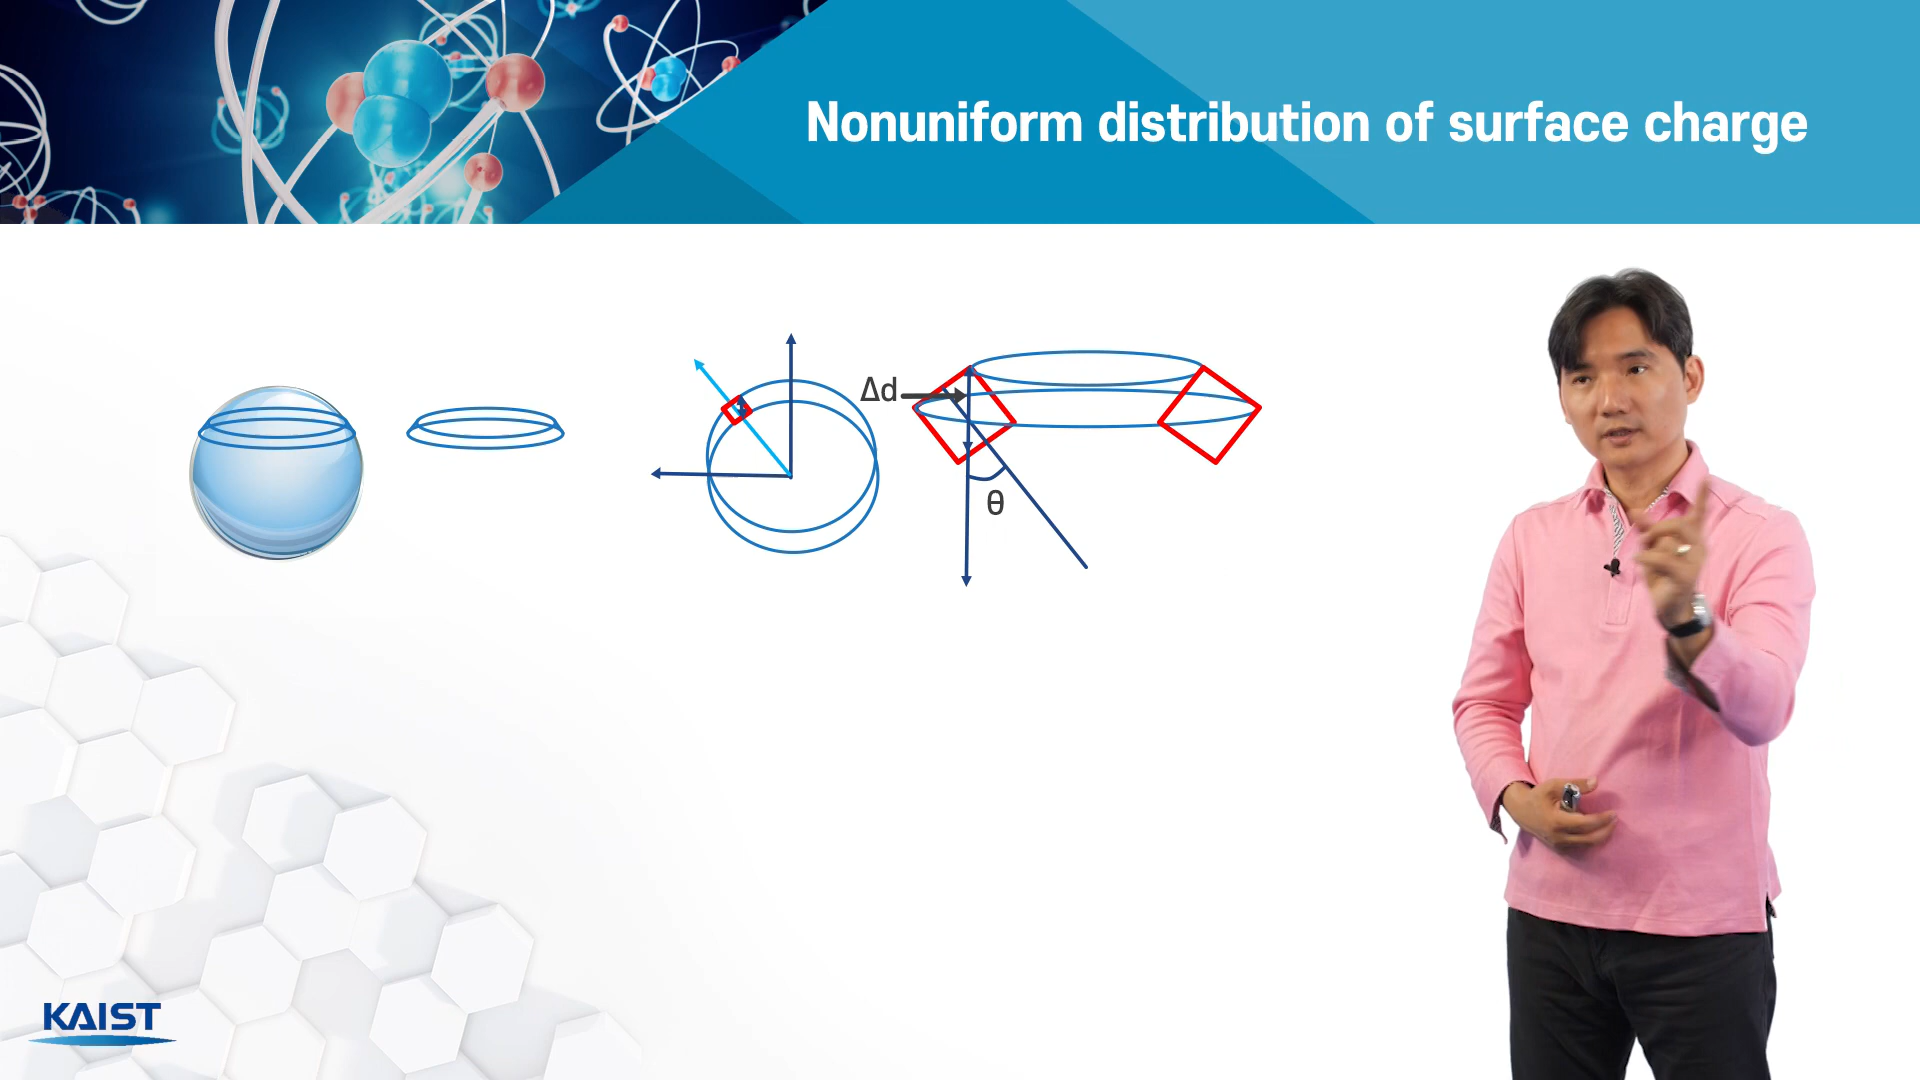 Nonuniform distribution of surface charge
Δd
θ
KAIST